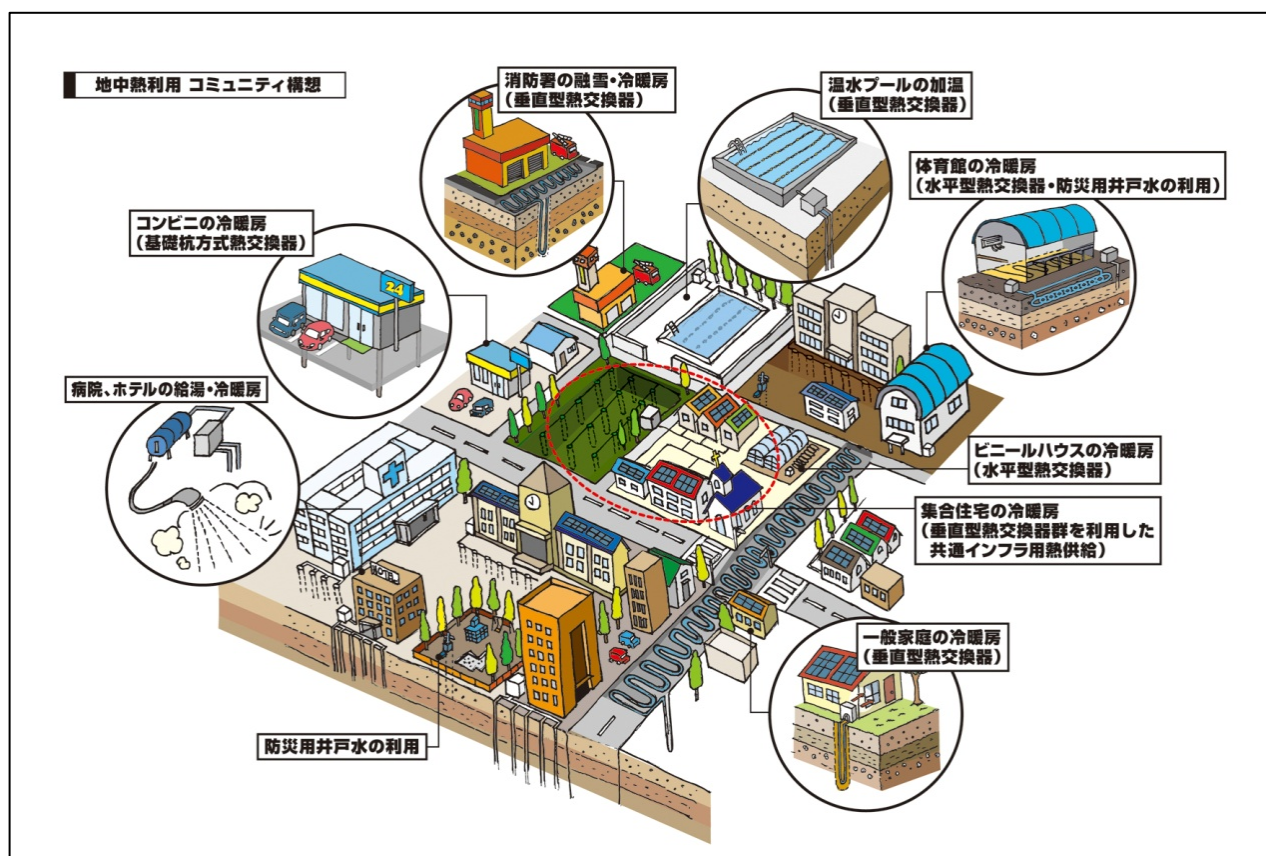 地中熱利用 コミュニティ構想
消防署の融雪・冷暖房
(垂直型熱交換器)
温水プールの加温
(垂直型熱交換器)
体育館の冷暖房
(水平型熱交換器・防災用井戸水の利用)
コンビニの冷暖房
(基礎杭方式熱交換器)
24
病院、ホテルの給湯・冷暖房
ビニールハウスの冷暖房
(水平型熱交換器)
集合住宅の冷暖房
(垂直型熱交換器群を利用した
共通インフラ用熱供給)
HOTEL
一般家庭の冷暖房
(垂直型熱交換器)
防災用井戸水の利用